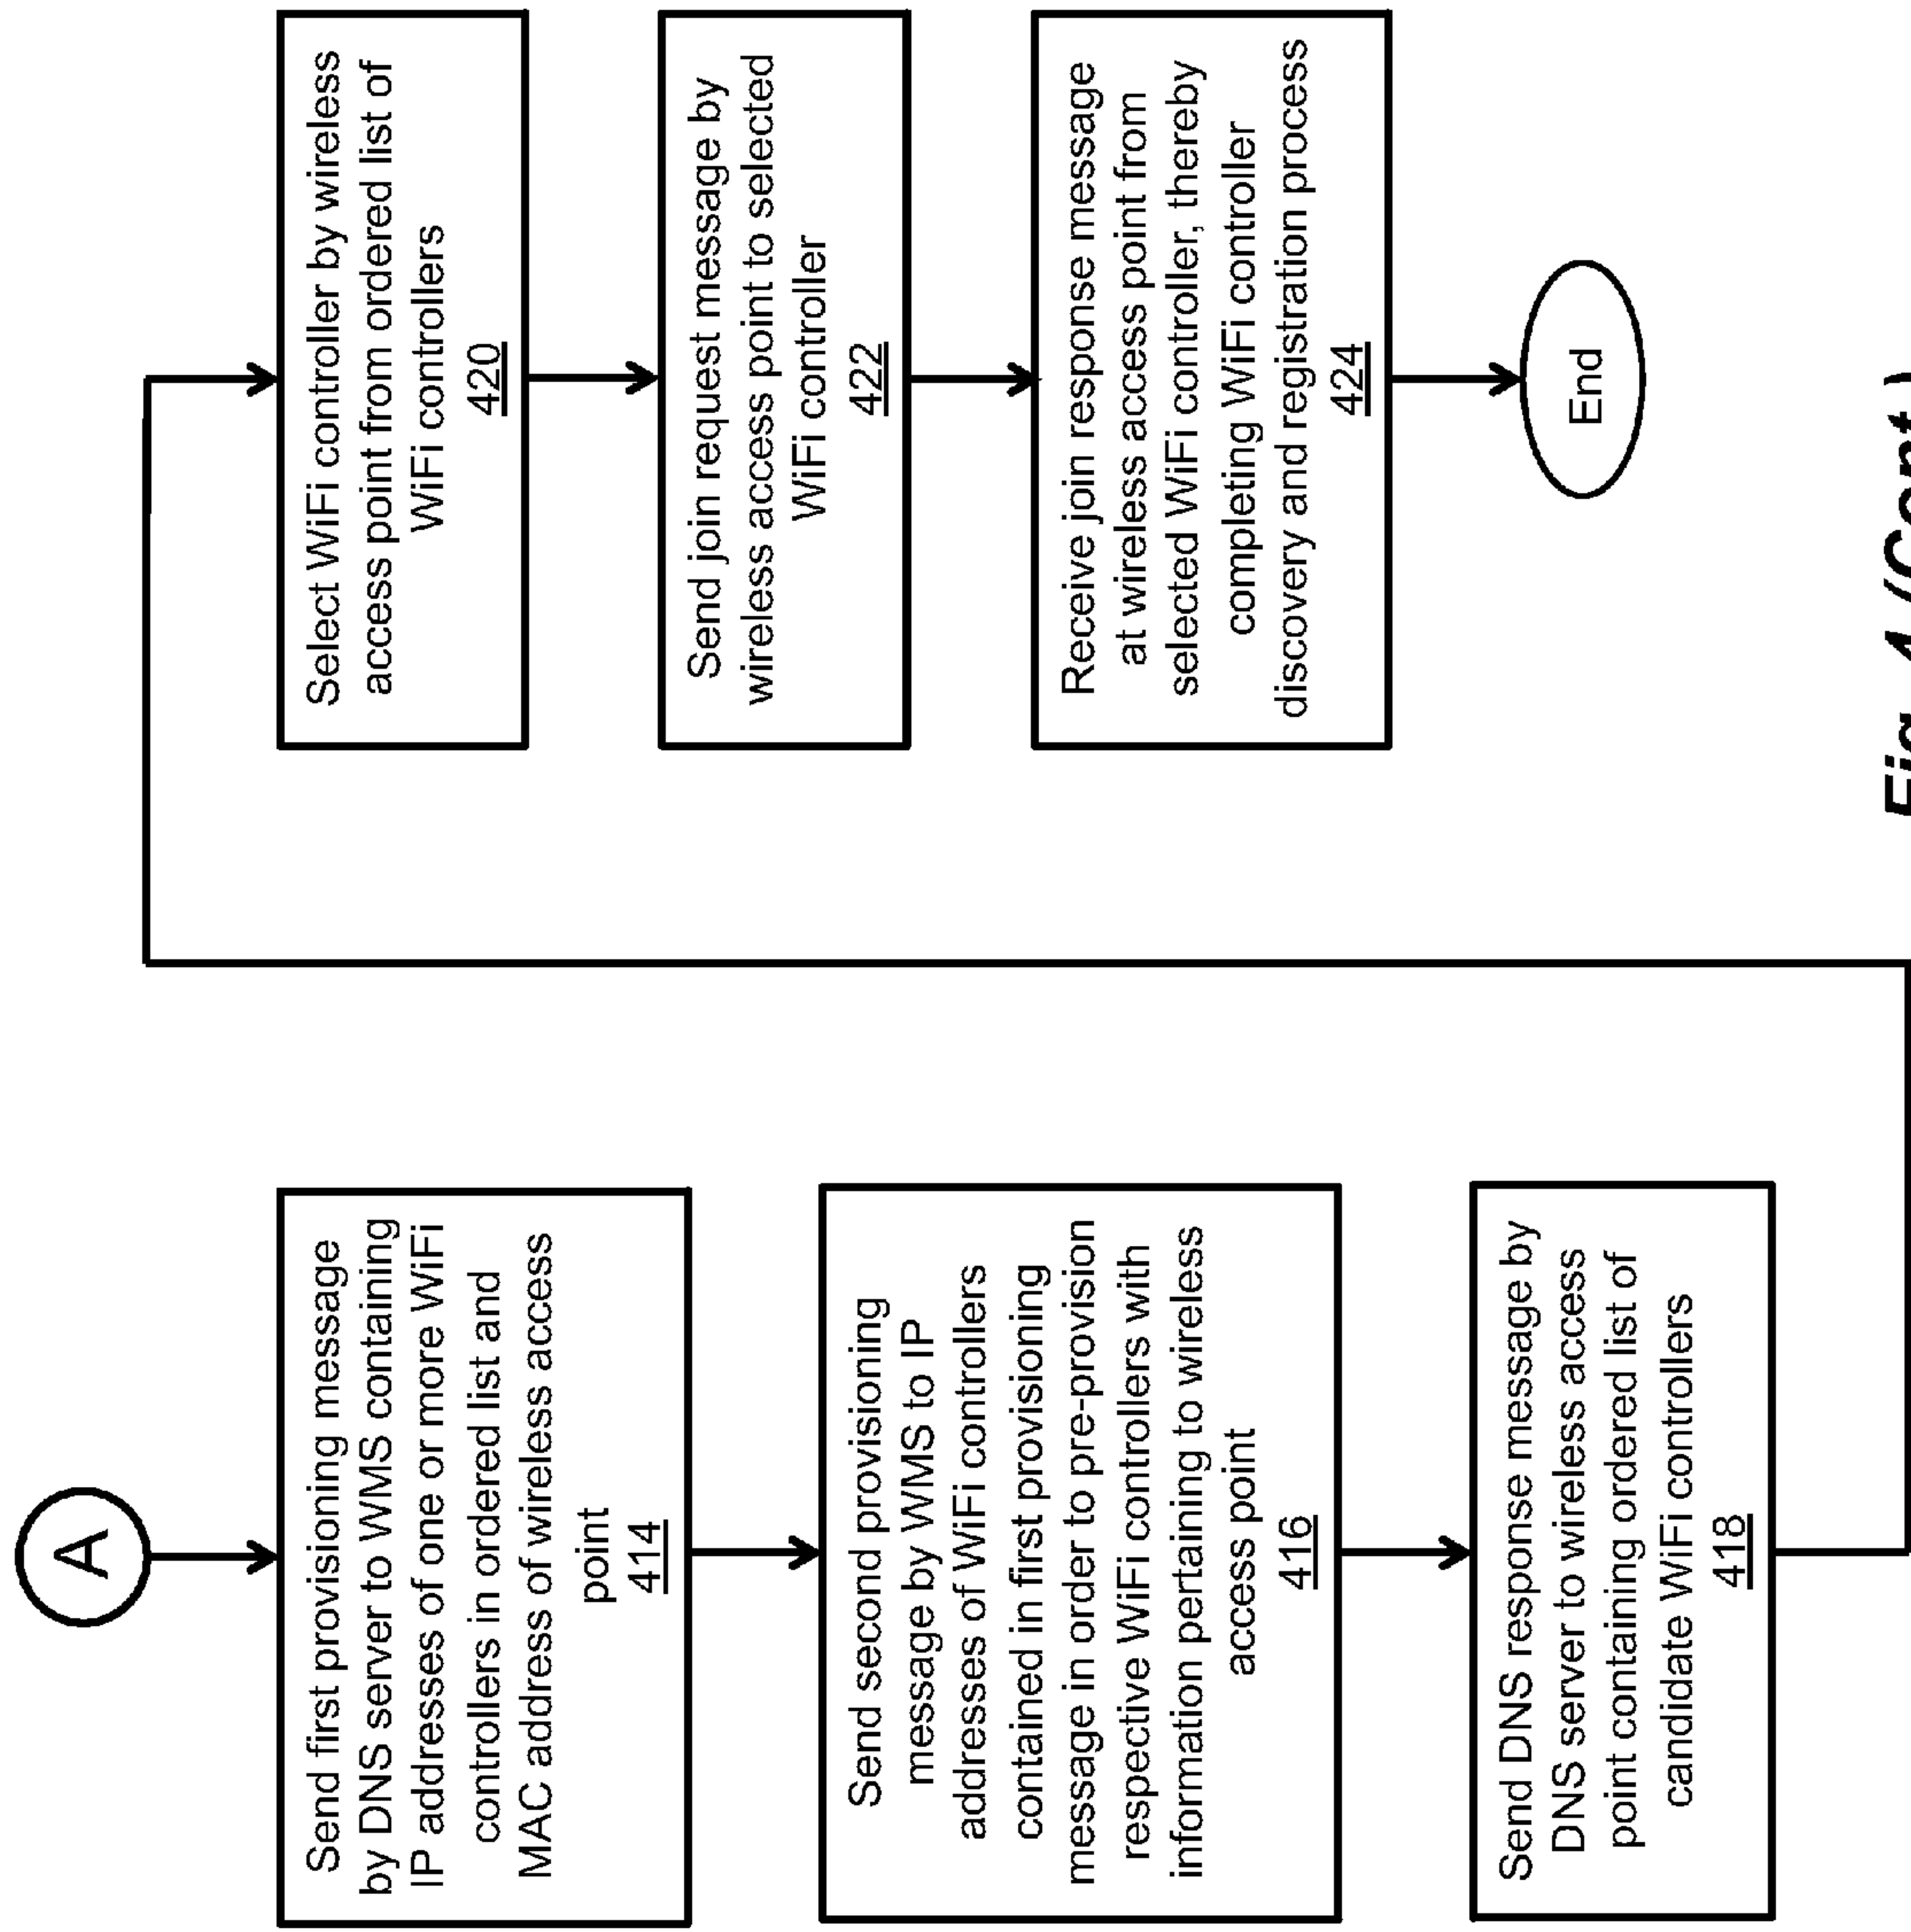 A
Send first provisioning message
by DNS server to WMS containing
IP addresses of one or more WiFi
controllers in ordered list and
MAC address of wireless access
point
414
Send second provisioning
message by WMS to IP
addresses of WiFi controllers
contained in first provisioning
message in order to pre-provision
respective WiFi controllers with
information pertaining to wireless
access point
416
Send DNS response message by
DNS server to wireless access
point containing ordered list of
candidate WiFi controllers
418
Select WiFi controller by wireless
access point from ordered list of
WiFi controllers
420
Send join request message by
wireless access point to selected
WiFi controller
422
Receive join response message
at wireless access point from
selected WiFi controller, thereby
completing WiFi controller
discovery and registration process
424
End
Fig. 4 (Cont.)